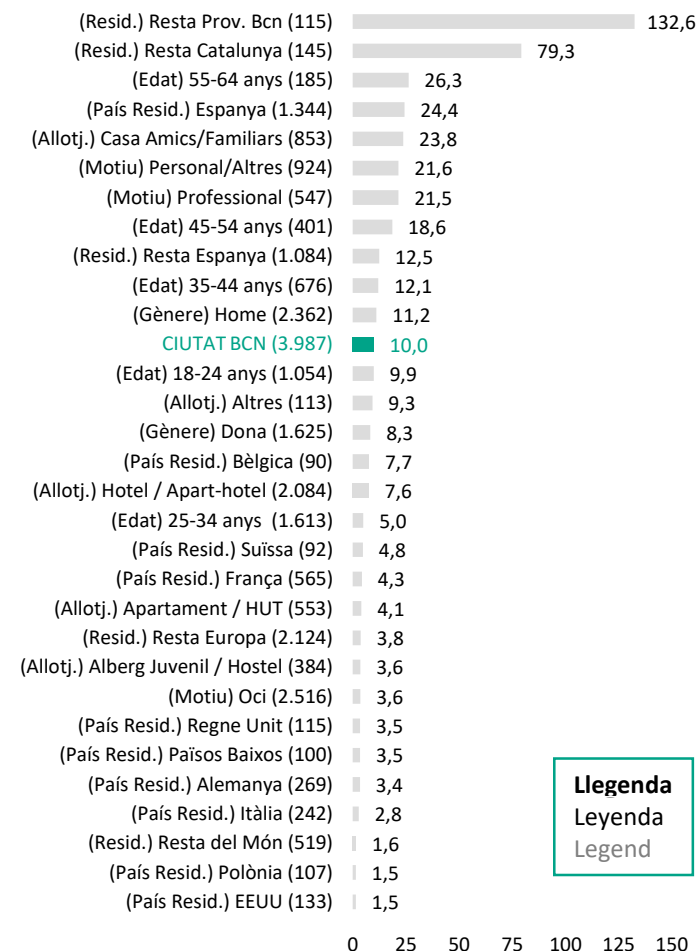 (Resid.) Resta Prov. Bcn (115) 132,6
(Resid.) Resta Catalunya (145) 79,3
(Edat) 55-64 anys (185) 26,3
(País Resid.) Espanya (1.344) 24,4
(Allotj.) Casa Amics/Familiars (853) 23,8
(Motiu) Personal/Altres (924) 21,6
(Motiu) Professional (547) 21,5
(Edat) 45-54 anys (401) 18,6
(Resid.) Resta Espanya (1.084) 12,5
(Edat) 35-44 anys (676) 12,1
(Gènere) Home (2.362) 11,2
CIUTAT BCN (3.987) 10,0
(Edat) 18-24 anys (1.054) 9,9
(Allotj.) Altres (113) 9,3
(Gènere) Dona (1.625) 8,3
(País Resid.) Bèlgica (90) 7,7
(Allotj.) Hotel / Apart-hotel (2.084) 7,6
(Edat) 25-34 anys (1.613) 5,0
(País Resid.) Suïssa (92) 4,8
(País Resid.) França (565) 4,3
(Allotj.) Apartament / HUT (553) 4,1
(Resid.) Resta Europa (2.124) 3,8
(Allotj.) Alberg Juvenil / Hostel (384) 3,6
(Motiu) Oci (2.516) 3,6
(País Resid.) Regne Unit (115) 3,5
(País Resid.) Països Baixos (100) 3,5
(País Resid.) Alemanya (269) 3,4
(País Resid.) Itàlia (242) 2,8
(Resid.) Resta del Món (519) 1,6
(País Resid.) Polònia (107) 1,5
(País Resid.) EEUU (133) 1,5
0 25 50 75 100 125 150
Llegenda
Leyenda
Legend